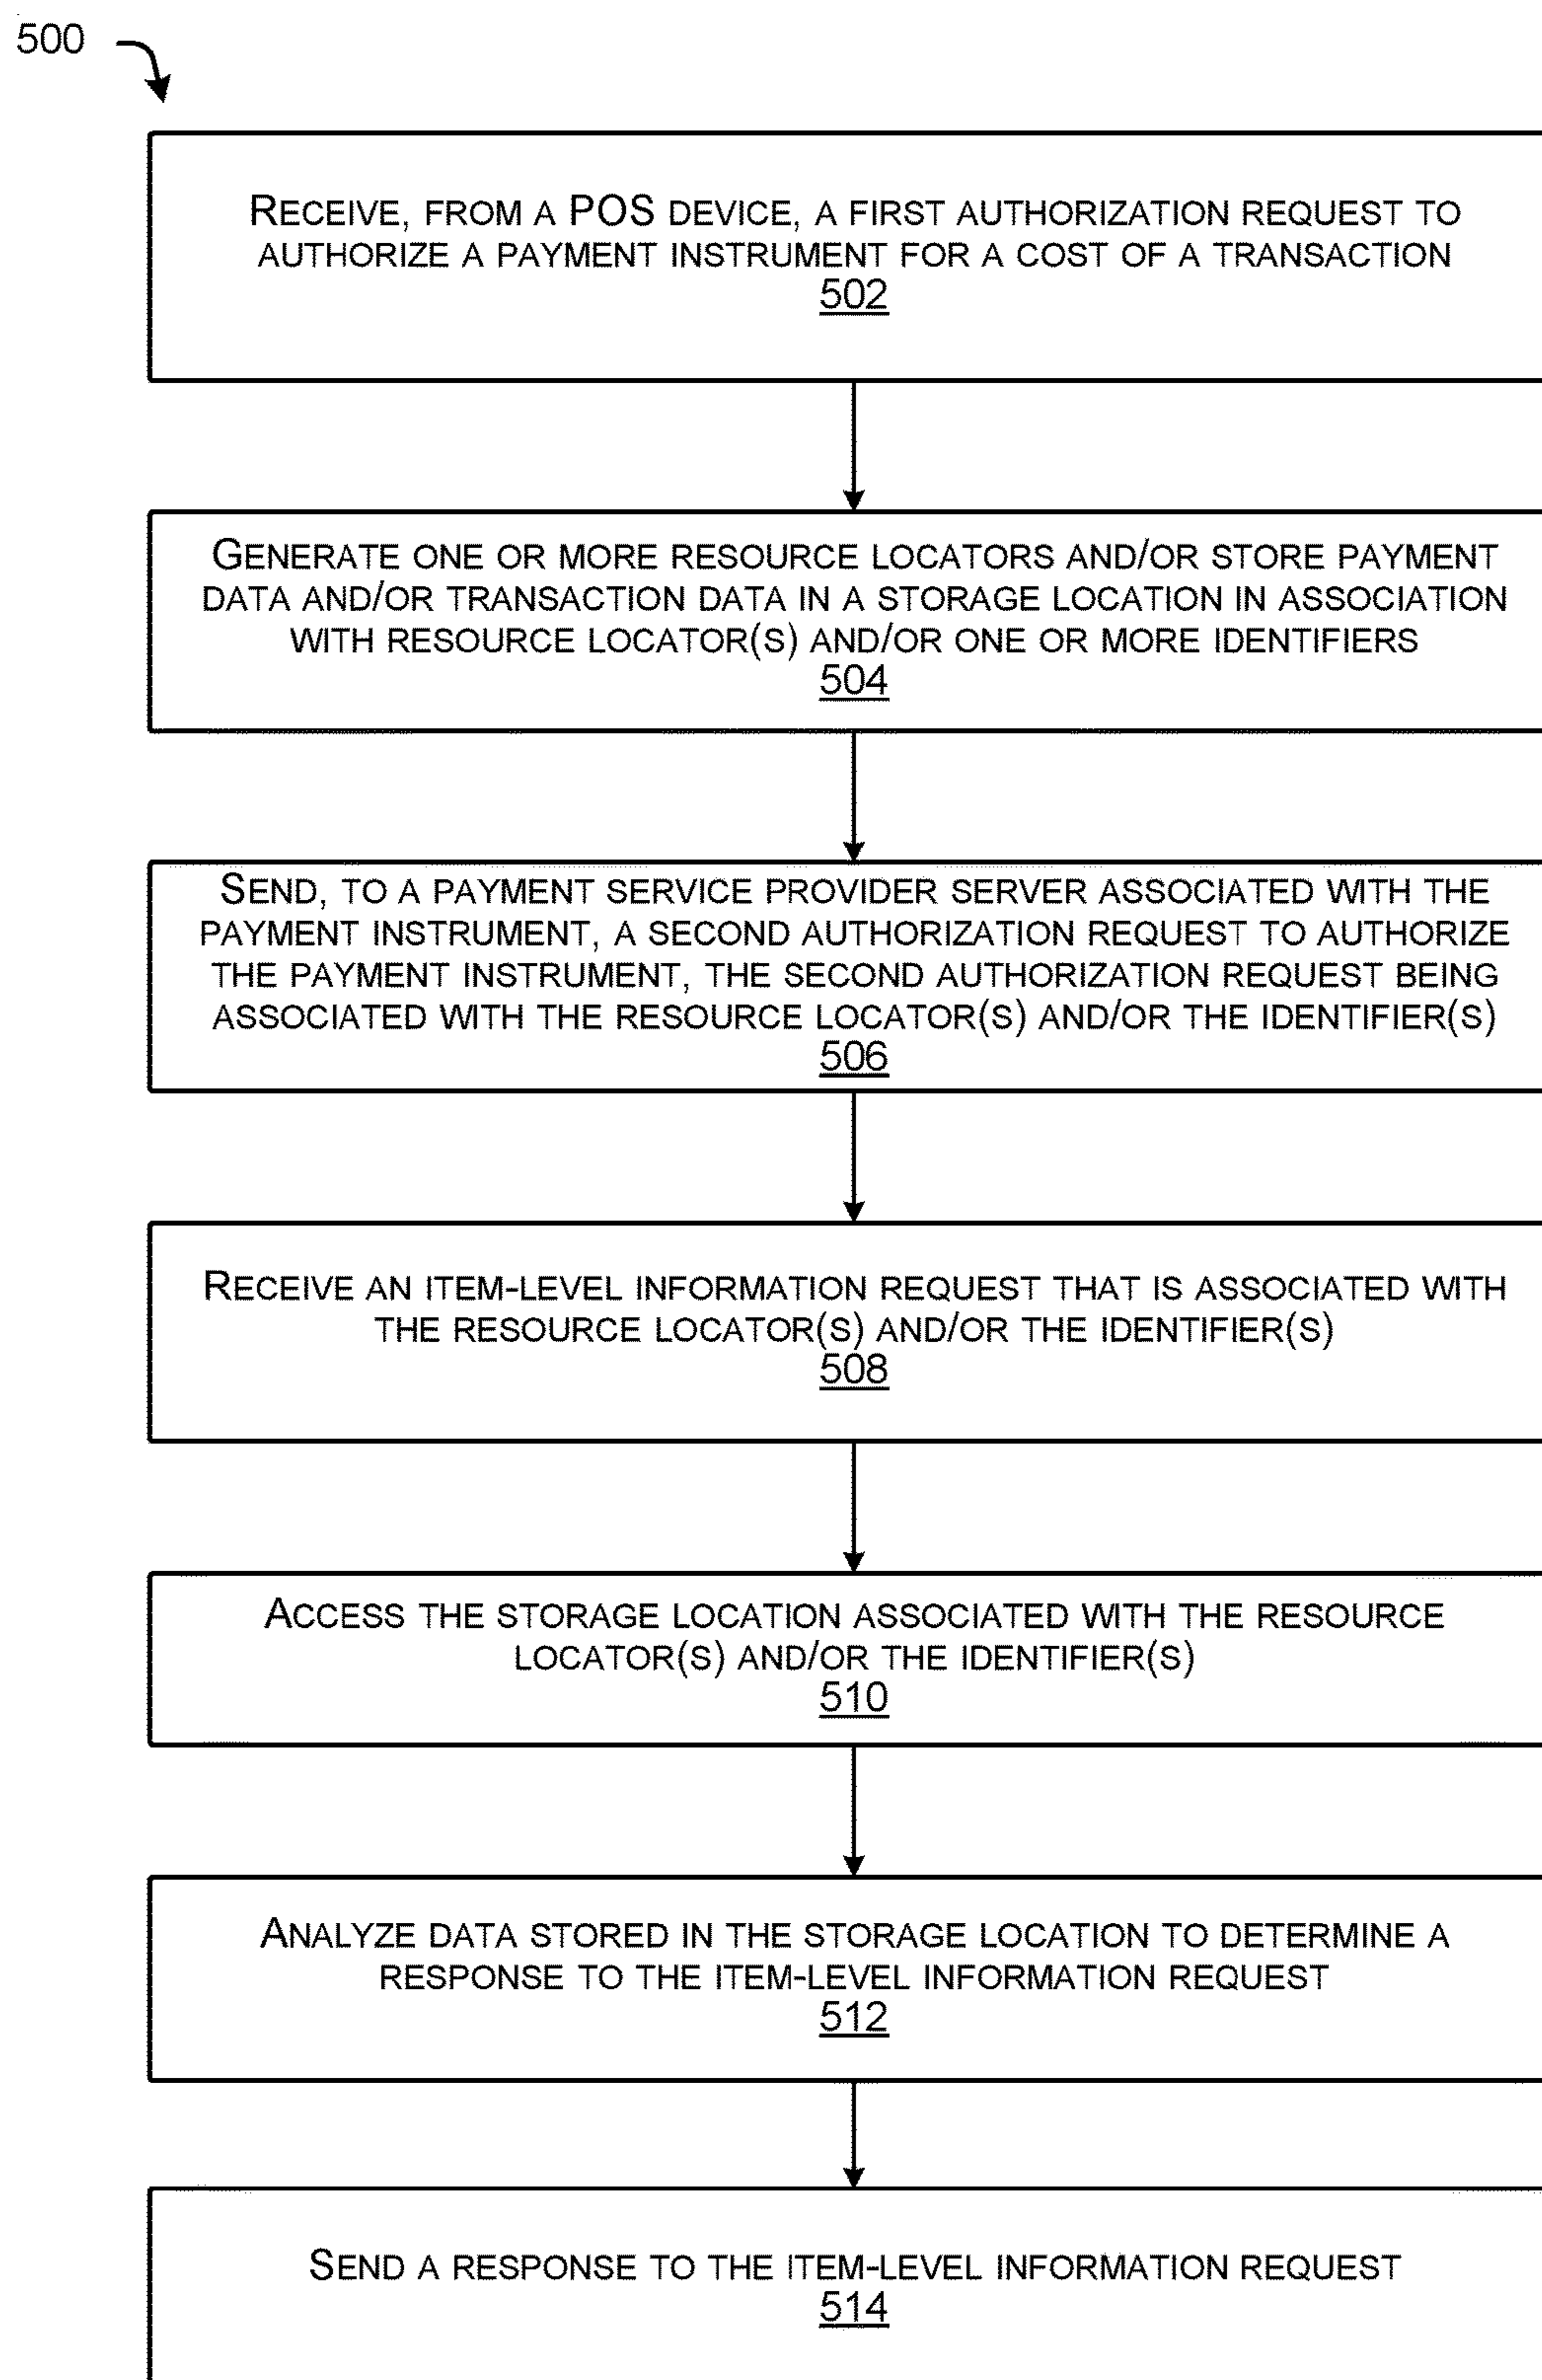 500
RECEIVE, FROM A POS DEVICE, A FIRST AUTHORIZATION REQUEST TO
AUTHORIZE A PAYMENT INSTRUMENT FOR A COST OF A TRANSACTION
502
GENERATE ONE OR MORE RESOURCE LOCATORS AND/OR STORE PAYMENT
DATA AND/OR TRANSACTION DATA IN A STORAGE LOCATION IN ASSOCIATION
WITH RESOURCE LOCATOR(S) AND/OR ONE OR MORE IDENTIFIERS
504
SEND, TO A PAYMENT SERVICE PROVIDER SERVER ASSOCIATED WITH THE
PAYMENT INSTRUMENT, A SECOND AUTHORIZATION REQUEST TO AUTHORIZE
THE PAYMENT INSTRUMENT, THE SECOND AUTHORIZATION REQUEST BEING
ASSOCIATED WITH THE RESOURCE LOCATOR(S) AND/OR THE IDENTIFIER(S)
506
RECEIVE AN ITEM-LEVEL INFORMATION REQUEST THAT IS ASSOCIATED WITH
THE RESOURCE LOCATOR(S) AND/OR THE IDENTIFIER(S)
508
ACCESS THE STORAGE LOCATION ASSOCIATED WITH THE RESOURCE
LOCATOR(S) AND/OR THE IDENTIFIER(S)
510
ANALYZE DATA STORED IN THE STORAGE LOCATION TO DETERMINE A
RESPONSE TO THE ITEM-LEVEL INFORMATION REQUEST
512
SEND A RESPONSE TO THE ITEM-LEVEL INFORMATION REQUEST
514